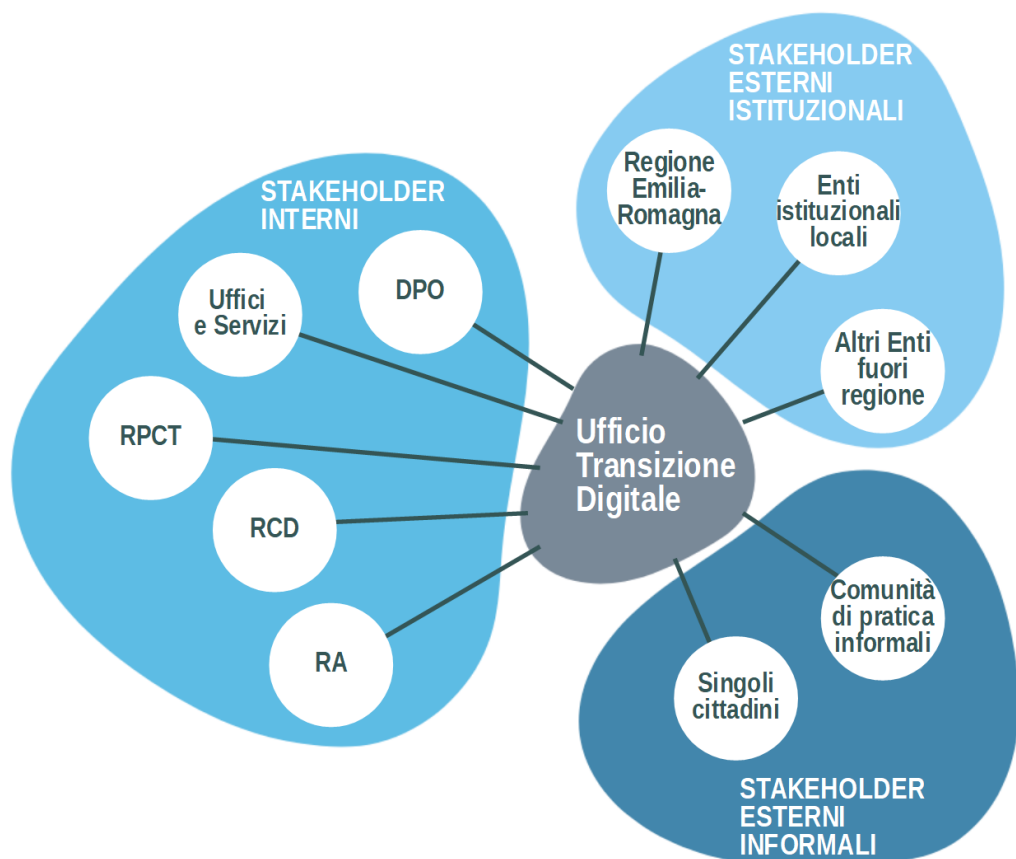 STAKEHOLDER
INTERNI
DPO
Uffici
e Servizi
RPCT
RCD
RA
Ufficio
Transizione
Digitale
STAKEHOLDER
ESTERNI
ISTITUZIONALI
Regione
Emilia-
Romagna
Enti
istituzionali
locali
Altri Enti
fuori
regione
Comunità
di pratica
informali
Singoli
cittadini
STAKEHOLDER
ESTERNI
INFORMALI